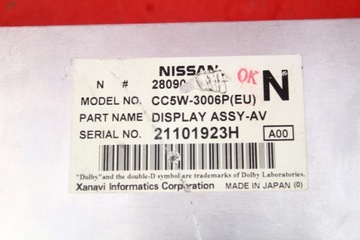 NISSAN
OK
N
N # 28090
MODEL NO. CC5W-3006P(EU)
PART NAME DISPLAY ASSY-AV
SERIAL NO. 21101923H A00
"Dolby" and the double-D symbol are trademarks of Dolby Laboratories.
Xanavi Informatics Corporation MADE IN JAPAN (0)